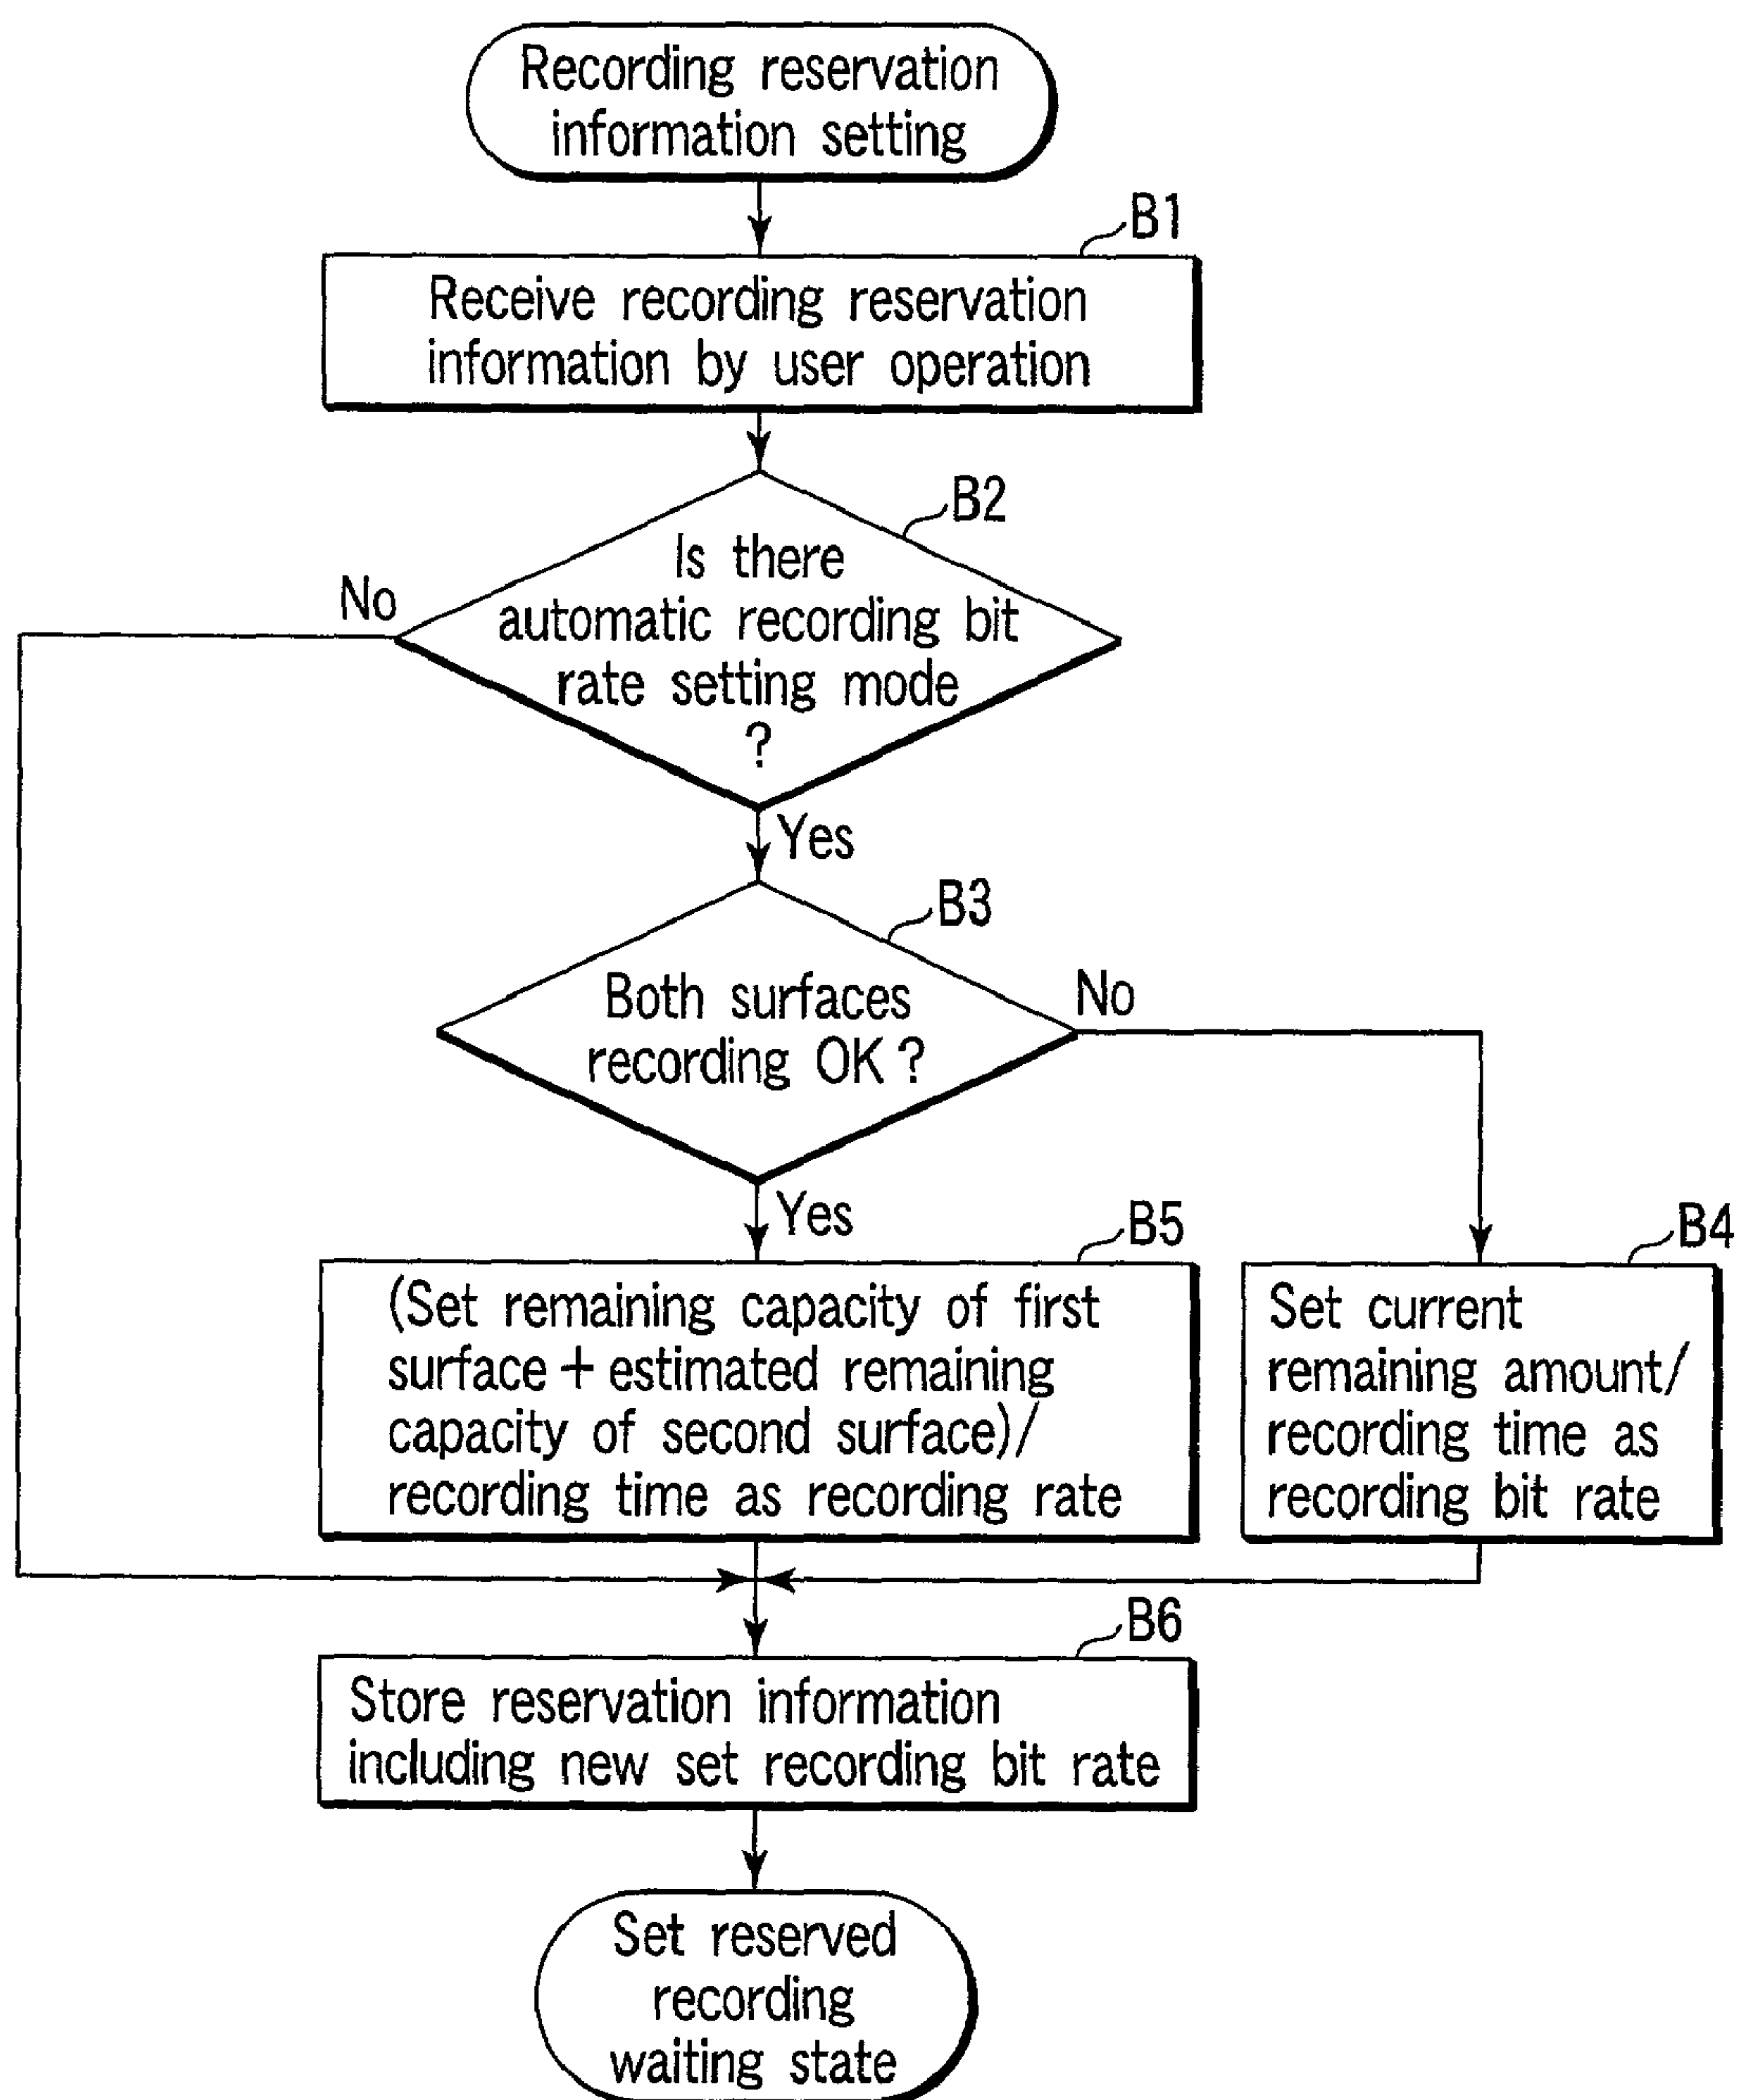 Recording reservation
information setting
B1
Receive recording reservation
information by user operation
B2
Is there
automatic recording bit
rate setting mode
?
No
Yes
B3
Both surfaces
recording OK ?
No
Yes
B5
(Set remaining capacity of first
surface + estimated remaining
capacity of second surface)/
recording time as recording rate
B4
Set current
remaining amount/
recording time as
recording bit rate
B6
Store reservation information
including new set recording bit rate
Set reserved
recording
waiting state